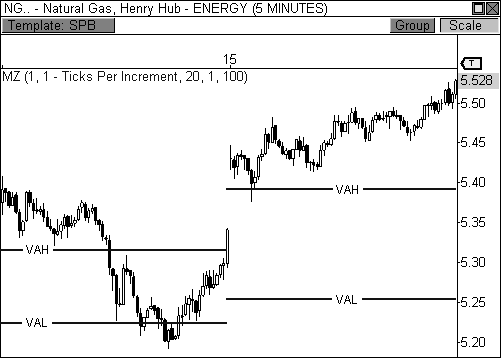 NG.. - Natural Gas, Henry Hub - ENERGY (5 MINUTES)
Template: SPB Group Scale
15
T
MZ (1, 1 - Ticks Per Increment, 20, 1, 100)
5.528
5.50
5.45
5.40
VAH
5.35
VAH
5.30
VAL
5.25
VAL
5.20